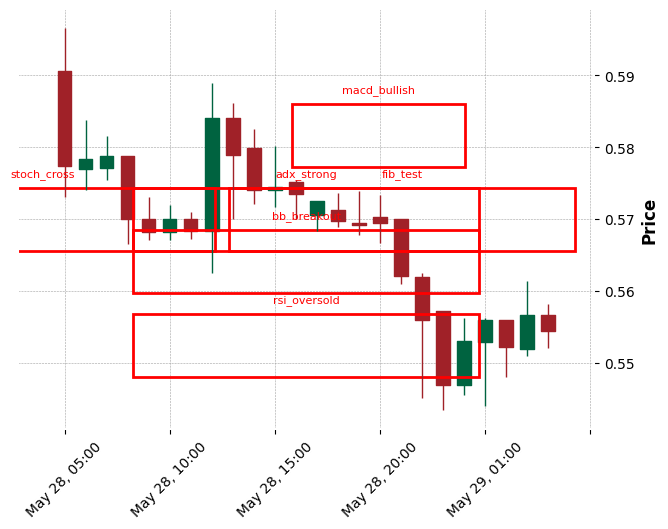 macd_bullish
0.59
0.58
stoch_cross
adx_strong
fib_test
bb_breakout
0.57
Price
0.56
rsi_oversold
0.55
May 28, 05:00
May 28, 10:00
May 28, 15:00
May 28, 20:00
May 29, 01:00